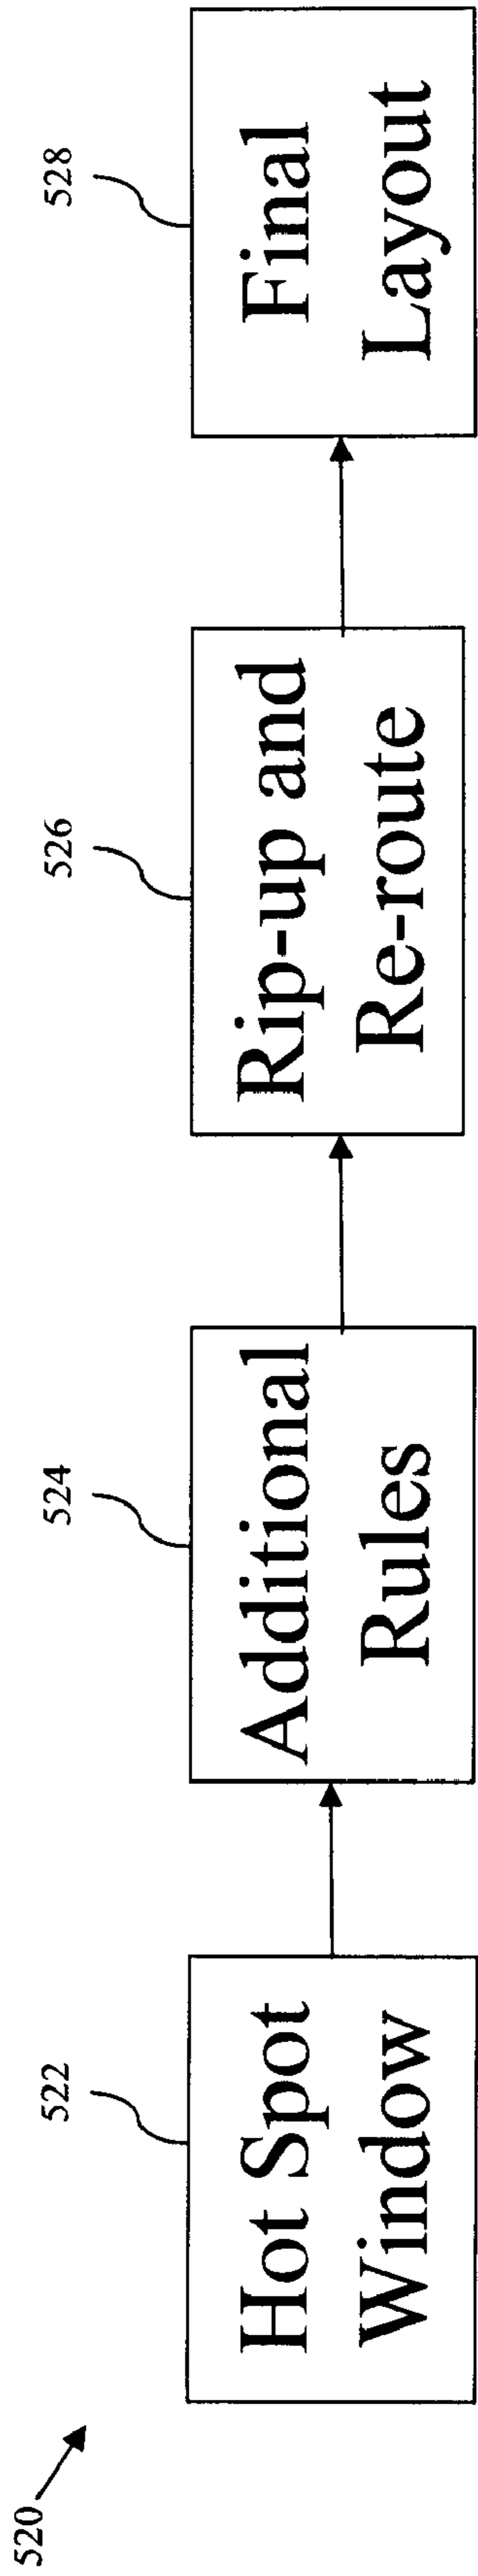 520
522
Hot Spot
Window
524
Additional
Rules
526
Rip-up and
Re-route
528
Final
Layout